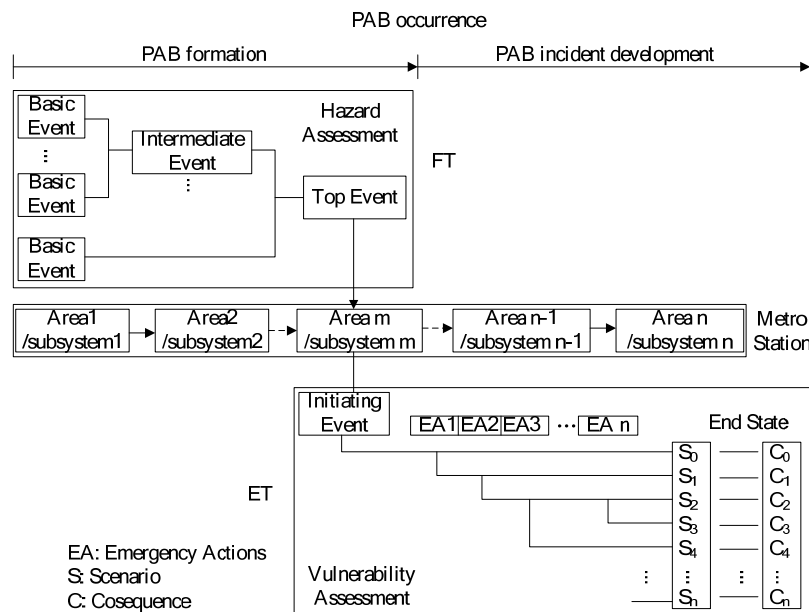 PAB occurrence
PAB formation
PAB incident development
Basic
Event
...
Basic
Event
Basic
Event
Intermediate
Event
...
Hazard
Assessment
Top Event
FT
Area1
/subsystem1
Area2
/subsystem2
Area m
/subsystem m
Area n-1
/subsystem n-1
Area n
/subsystem n
Metro
Station
Initiating
Event
EA1 EA2 EA3 ... EA n
End State
S0 C0
S1 C1
S2 C2
S3 C3
S4 C4
... ... ... ...
Sn Cn
ET
Vulnerability
Assessment
EA: Emergency Actions
S: Scenario
C: Cosequence